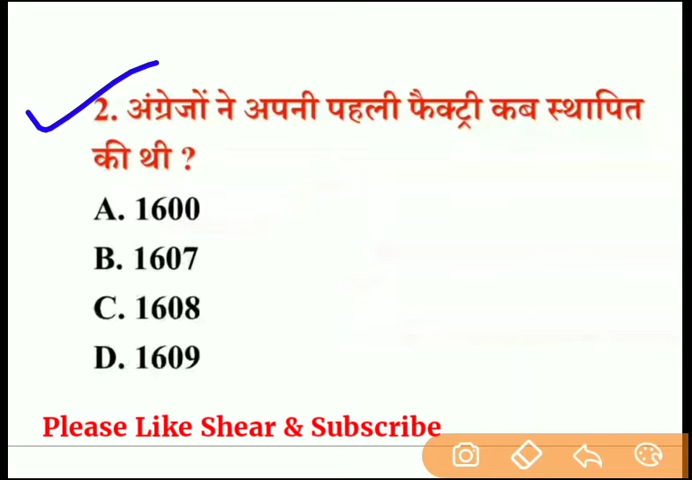 2. अंग्रेजों ने अपनी पहली फैक्ट्री कब स्थापित
की थी ?
A. 1600
B. 1607
C. 1608
D. 1609
Please Like Shear & Subscribe